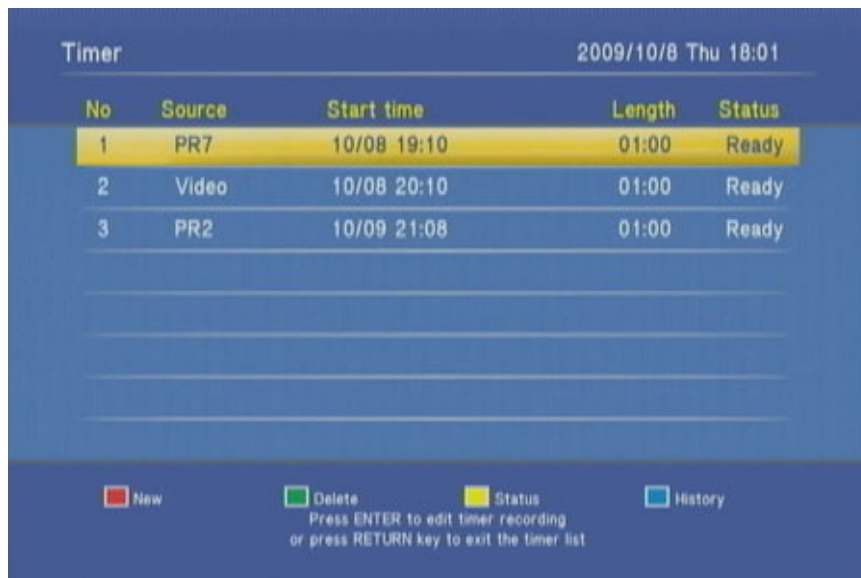 Timer 2009/10/8 Thu 18:01
No Source Start time Length Status
1 PR7 10/08 19:10 01:00 Ready
2 Video 10/08 20:10 01:00 Ready
3 PR2 10/09 21:08 01:00 Ready
New Delete Status History
Press ENTER to edit timer recording
or press RETURN key to exit the timer list